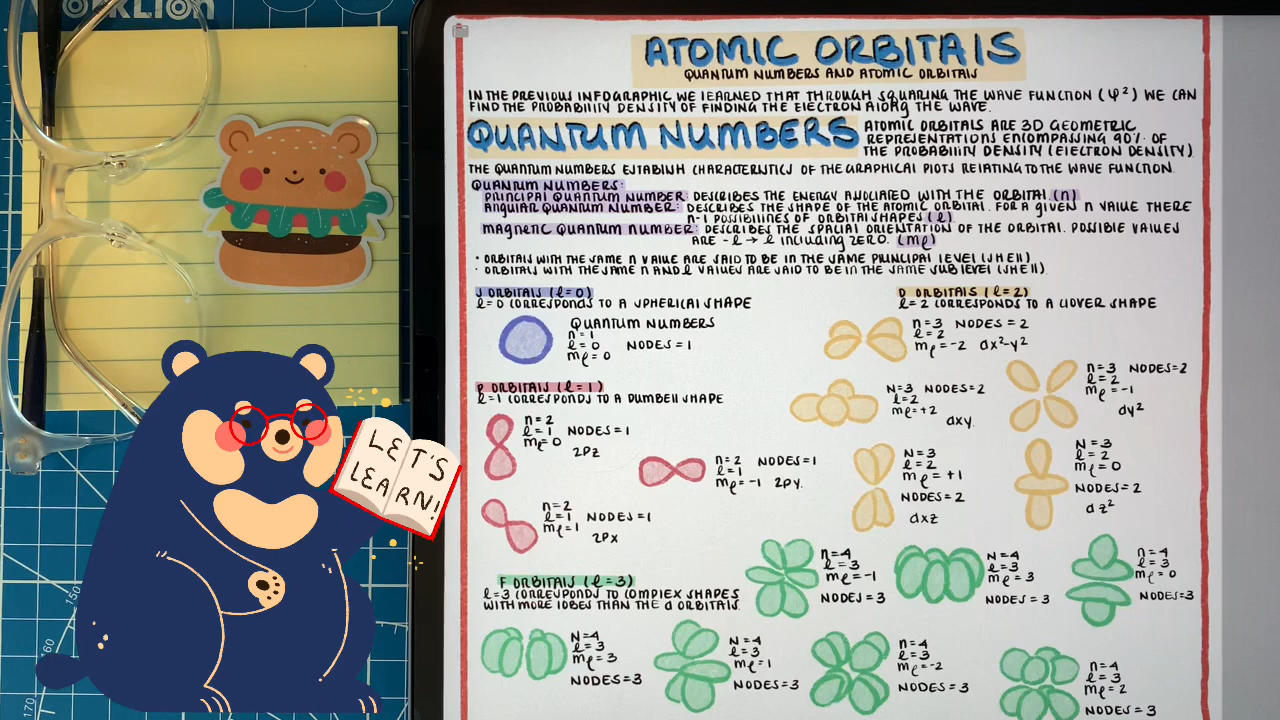 WORKLION
ATOMIC ORBITALS
QUANTUM NUMBERS AND ATOMIC ORBITALS
IN THE PREVIOUS INFOGRAPHIC WE LEARNED THAT THROUGH SQUARING THE WAVE FUNCTION (Ψ²) WE CAN
FIND THE PROBABILITY DENSITY OF FINDING THE ELECTRON ALONG THE WAVE.
QUANTUM NUMBERS
ATOMIC ORBITALS ARE 3D GEOMETRIC
REPRESENTATIONS ENCOMPASSING 90% OF
THE PROBABILITY DENSITY (ELECTRON DENSITY)
THE QUANTUM NUMBERS ESTABLISH CHARACTERISTICS OF THE GRAPHICAL PLOTS RELATING TO THE WAVE FUNCTION.
QUANTUM NUMBERS:
PRINCIPAL QUANTUM NUMBER: DESCRIBES THE ENERGY ASSOCIATED WITH THE ORBITAL (n)
ANGULAR QUANTUM NUMBER: DESCRIBES THE SHAPE OF THE ATOMIC ORBITAL. FOR A GIVEN n VALUE THERE
n-1 POSSIBILINES OF ORBITAL SHAPES (ℓ)
MAGNETIC QUANTUM NUMBER: DESCRIBES THE SPACIAL ORIENTATION OF THE ORBITAL. POSSIBLE VALUES
ARE -ℓ → ℓ INCLUDING ZERO. (mℓ)
• ORBITALS WITH THE SAME n VALUE ARE SAID TO BE IN THE SAME PRINCIPAL LEVEL (SHELL)
• ORBITALS WITH THE SAME n AND ℓ VALUES ARE SAID TO BE IN THE SAME SUB LEVEL (SHELL)
S ORBITALS (ℓ=0)
ℓ=0 CORRESPONDS TO A SPHERICAL SHAPE
QUANTUM NUMBERS
n=1
ℓ=0 NODES=1
mℓ=0
P ORBITALS (ℓ=1)
ℓ=1 CORRESPONDS TO A DUMBELL SHAPE
n=2
ℓ=1 NODES=1
mℓ=0
2Pz
n=2 NODES=1
ℓ=1
mℓ=-1 2PY.
n=2
ℓ=1 NODES=1
mℓ=1
2Px
D ORBITALS (ℓ=2)
ℓ=2 CORRESPONDS TO A CLOVER SHAPE
n=3 NODES=2
ℓ=2
mℓ=-2 dx²-y²
n=3 NODES=2
ℓ=2
mℓ=-1
dy²
N=3 NODES=2
ℓ=2
mℓ=+2
dxy.
N=3
ℓ=2
mℓ=+1
NODES=2
dxz
N=3
ℓ=2
mℓ=0
NODES=2
dz²
F ORBITALS (ℓ=3)
ℓ=3 CORRESPONDS TO COMPLEX SHAPES
WITH MORE LOBES THAN THE d ORBITALS.
n=4
ℓ=3
mℓ=-1
NODES=3
N=4
ℓ=3
mℓ=3
NODES=3
n=4
ℓ=3
mℓ=0
NODES=3
N=4
ℓ=3
mℓ=3
NODES=3
N=4
ℓ=3
mℓ=1
NODES=3
n=4
ℓ=3
mℓ=-2
NODES=3
n=4
ℓ=3
mℓ=2
NODES=3
LET'S
LEARN!
150
160
170